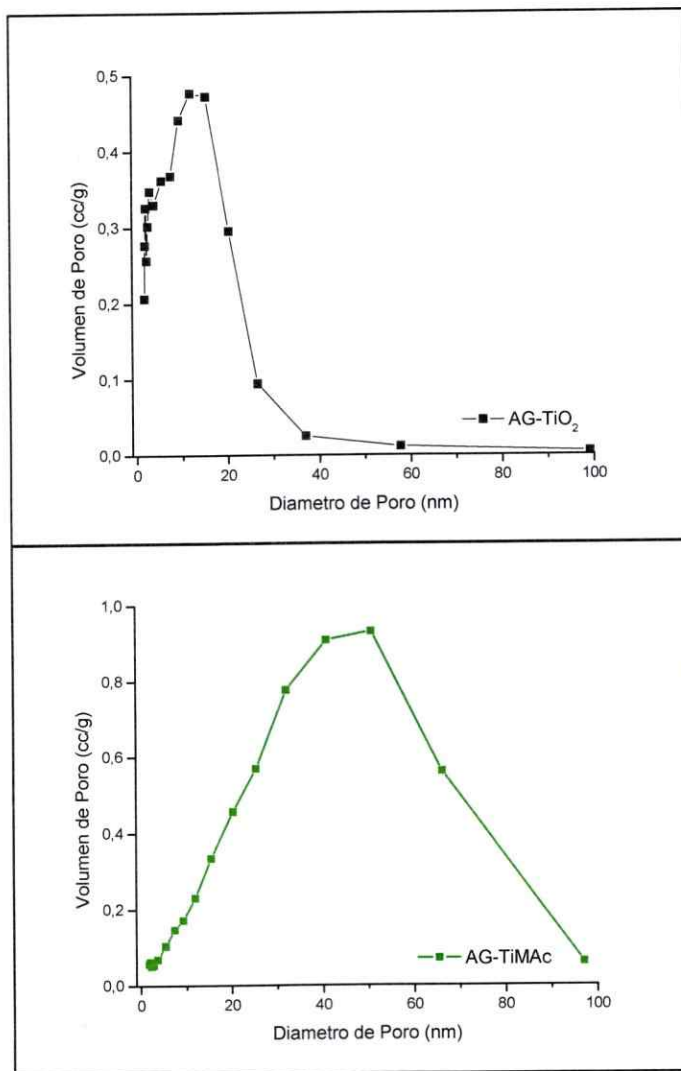 0,5
0,4
0,3
0,2
0,1
0,0
Volumen de Poro (cc/g)
AG-TiO₂
0 20 40 60 80 100
Diametro de Poro (nm)
1,0
0,8
0,6
0,4
0,2
0,0
Volumen de Poro (cc/g)
AG-TiMAc
0 20 40 60 80 100
Diametro de Poro (nm)